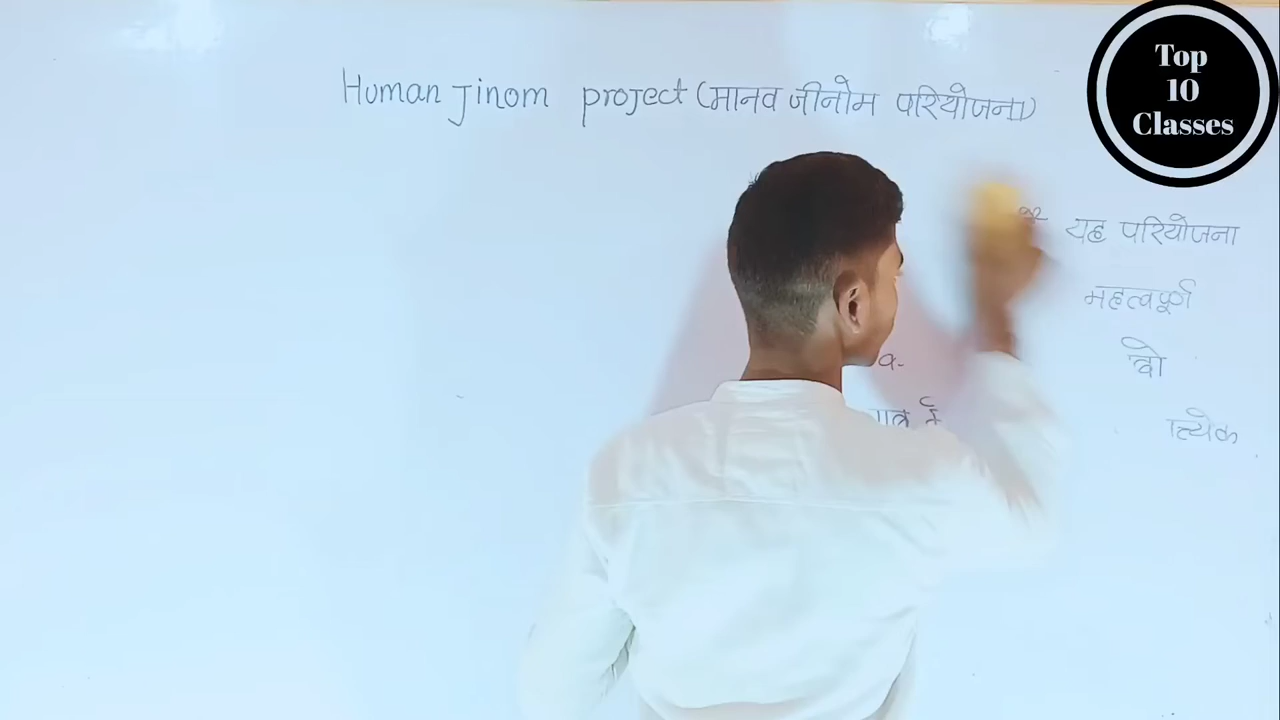 Human Jinom project (मानव जीनोम परियोजना)
यह परियोजना
महत्वपूर्ण
Top
10
Classes